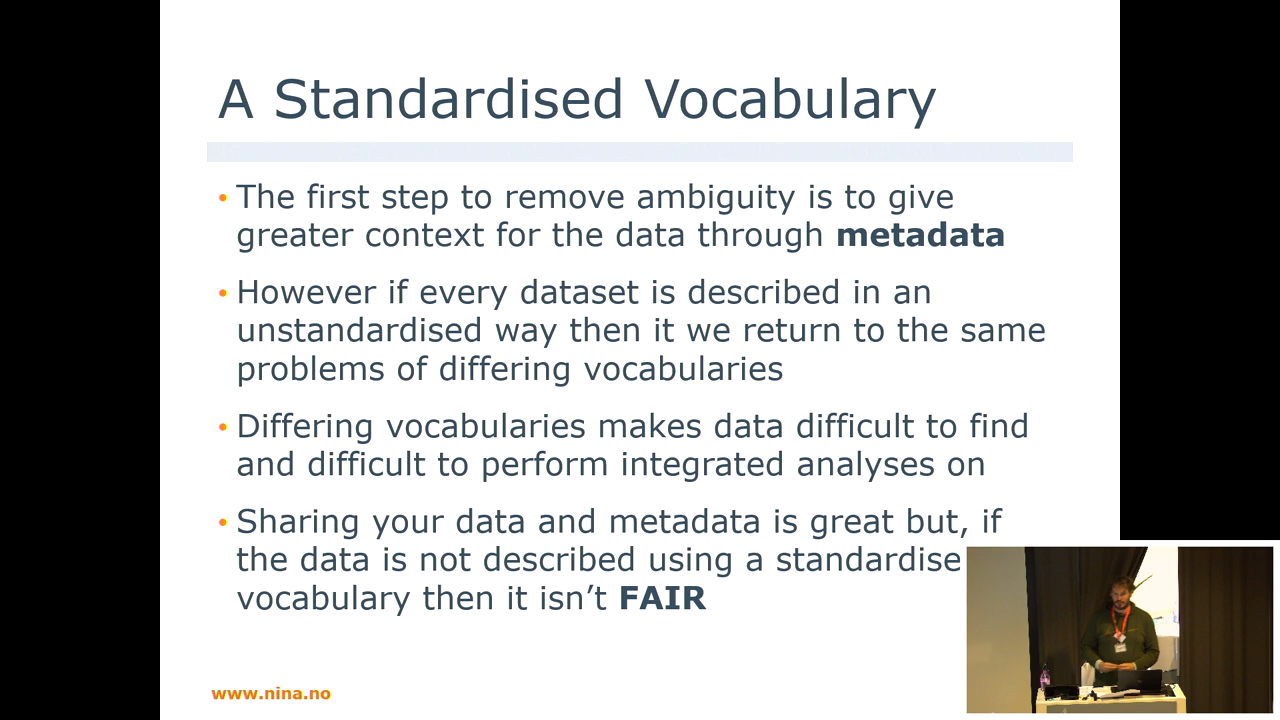 A Standardised Vocabulary
• The first step to remove ambiguity is to give
greater context for the data through metadata
• However if every dataset is described in an
unstandardised way then it we return to the same
problems of differing vocabularies
• Differing vocabularies makes data difficult to find
and difficult to perform integrated analyses on
• Sharing your data and metadata is great but, if
the data is not described using a standardise
vocabulary then it isn’t FAIR
www.nina.no